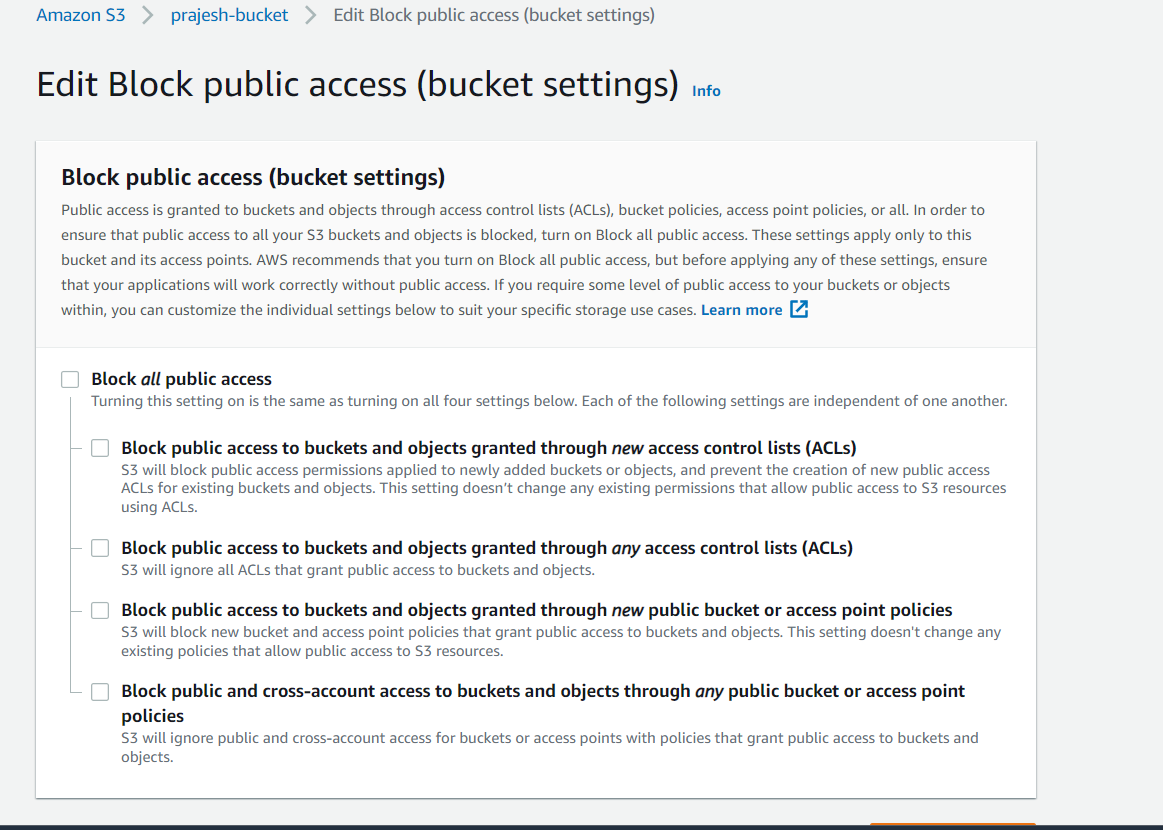 Amazon S3 > prajesh-bucket > Edit Block public access (bucket settings)
Edit Block public access (bucket settings) Info
Block public access (bucket settings)
Public access is granted to buckets and objects through access control lists (ACLs), bucket policies, access point policies, or all. In order to
ensure that public access to all your S3 buckets and objects is blocked, turn on Block all public access. These settings apply only to this
bucket and its access points. AWS recommends that you turn on Block all public access, but before applying any of these settings, ensure
that your applications will work correctly without public access. If you require some level of public access to your buckets or objects
within, you can customize the individual settings below to suit your specific storage use cases. Learn more
Block all public access
Turning this setting on is the same as turning on all four settings below. Each of the following settings are independent of one another.
Block public access to buckets and objects granted through new access control lists (ACLs)
S3 will block public access permissions applied to newly added buckets or objects, and prevent the creation of new public access
ACLs for existing buckets and objects. This setting doesn’t change any existing permissions that allow public access to S3 resources
using ACLs.
Block public access to buckets and objects granted through any access control lists (ACLs)
S3 will ignore all ACLs that grant public access to buckets and objects.
Block public access to buckets and objects granted through new public bucket or access point policies
S3 will block new bucket and access point policies that grant public access to buckets and objects. This setting doesn't change any
existing policies that allow public access to S3 resources.
Block public and cross-account access to buckets and objects through any public bucket or access point
policies
S3 will ignore public and cross-account access for buckets or access points with policies that grant public access to buckets and
objects.